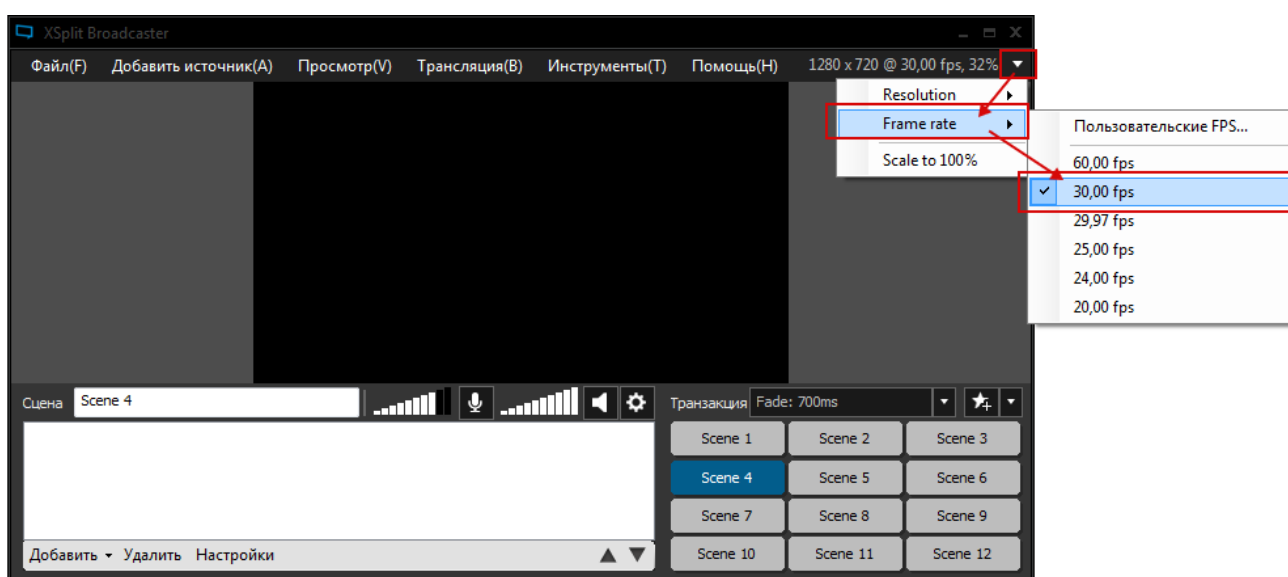 XSplit Broadcaster
Файл(F) Добавить источник(A) Просмотр(V) Трансляция(B) Инструменты(T) Помощь(H) 1280 x 720 @ 30,00 fps, 32%
Resolution
Frame rate
Scale to 100%
Пользовательские FPS...
60,00 fps
30,00 fps
29,97 fps
25,00 fps
24,00 fps
20,00 fps
Сцена Scene 4
Транзакция Fade: 700ms
Scene 1 Scene 2 Scene 3
Scene 4 Scene 5 Scene 6
Scene 7 Scene 8 Scene 9
Scene 10 Scene 11 Scene 12
Добавить Удалить Настройки